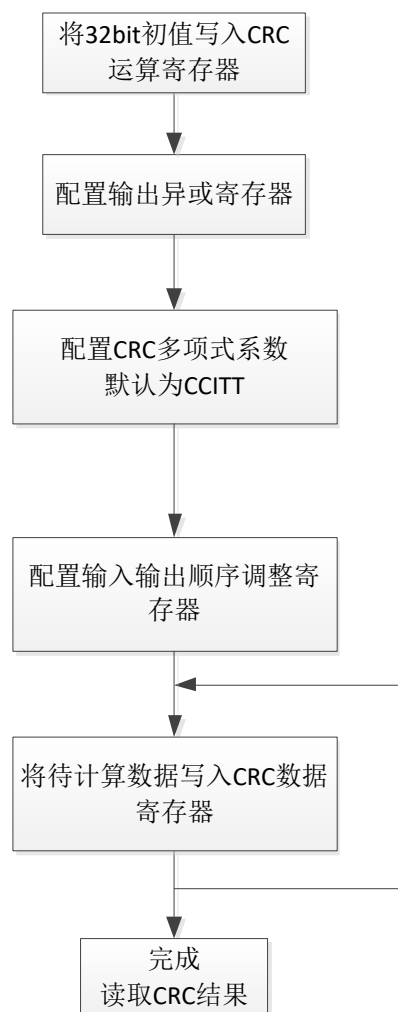 将32bit初值写入CRC
运算寄存器
配置输出异或寄存器
配置CRC多项式系数
默认为CCITT
配置输入输出顺序调整寄
存器
将待计算数据写入CRC数据
寄存器
完成
读取CRC结果